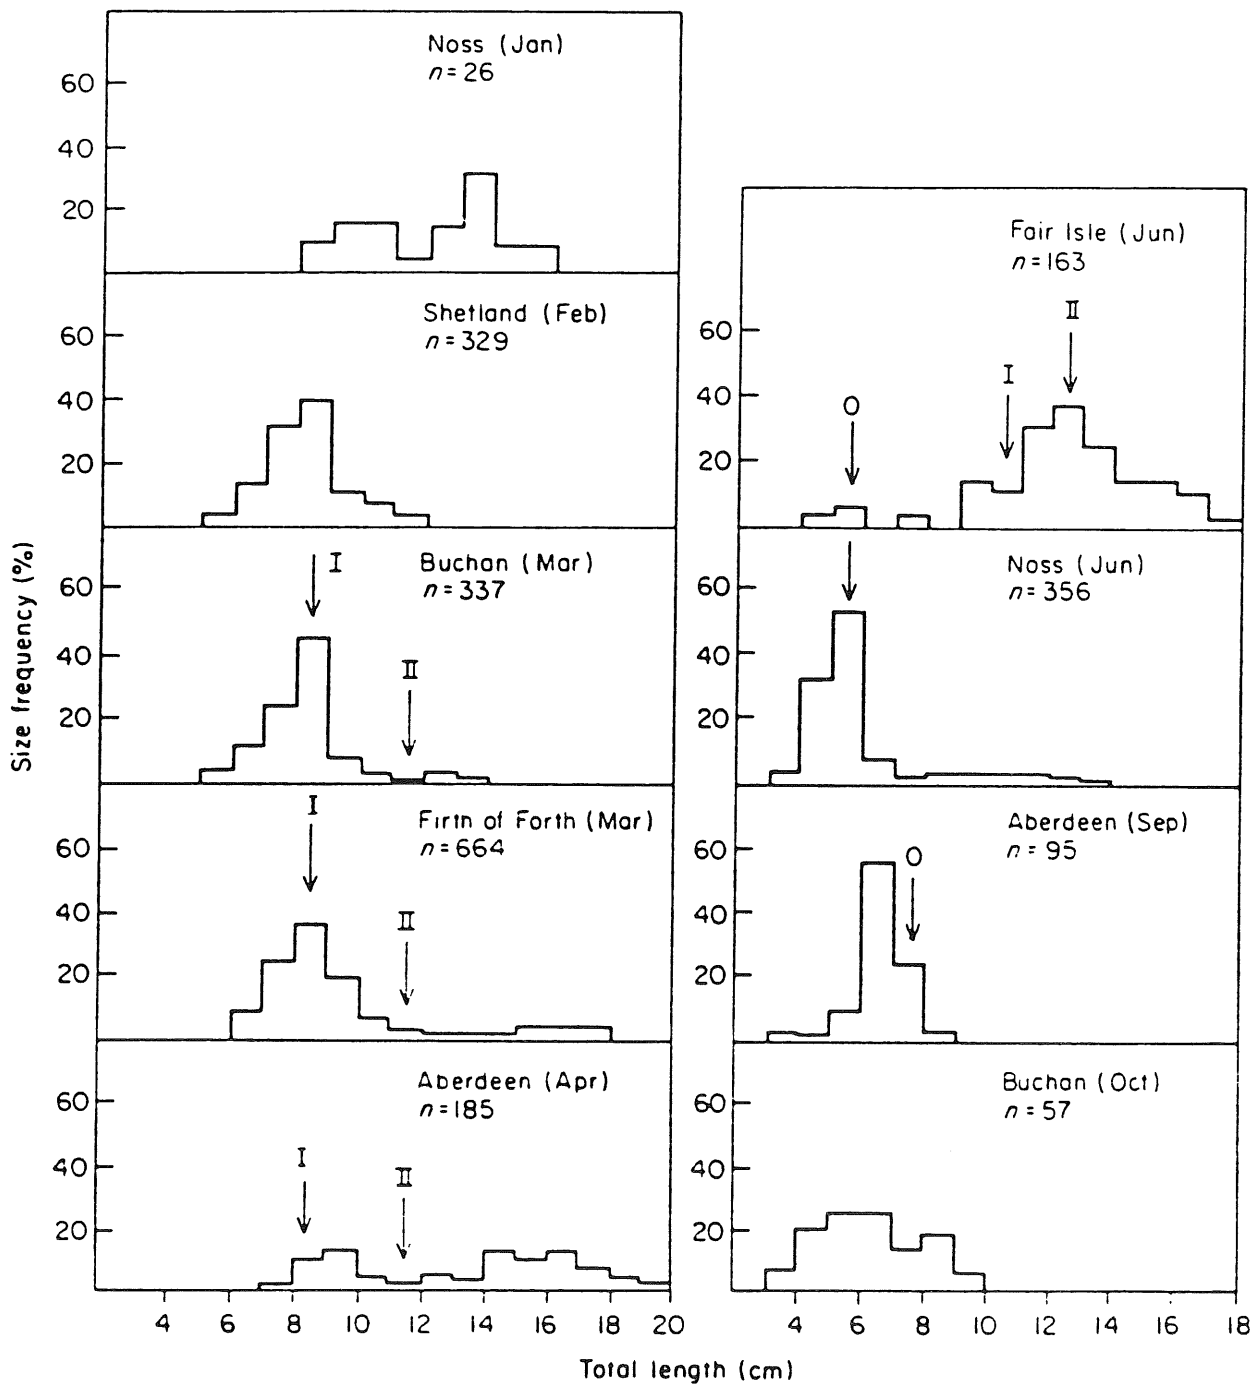 Noss (Jan)
n=26
60
40
20
Shetland (Feb)
n=329
60
40
20
I
Buchan (Mar)
n=337
60
40
20
II
I
Firth of Forth (Mar)
n=664
60
40
20
II
Aberdeen (Apr)
n=185
60
40
20
I
II
4 6 8 10 12 14 16 18 20
Size frequency (%)
Fair Isle (Jun)
n=163
60
40
20
O
I
II
Noss (Jun)
n=356
60
40
20
Aberdeen (Sep)
n=95
60
40
20
O
Buchan (Oct)
n=57
60
40
20
4 6 8 10 12 14 16 18
Total length (cm)